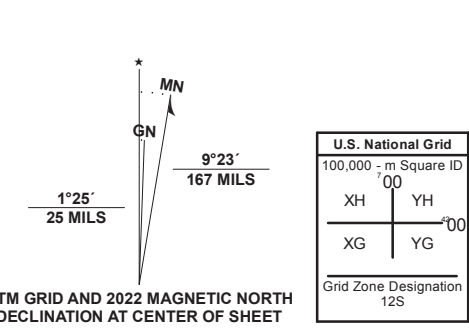 ★
MN
GN
9°23´
167 MILS
1°25´
25 MILS
TM GRID AND 2022 MAGNETIC NORTH
DECLINATION AT CENTER OF SHEET
U.S. National Grid
100,000 - m Square ID
7 00
XH YH
42 00
XG YG
Grid Zone Designation
12S